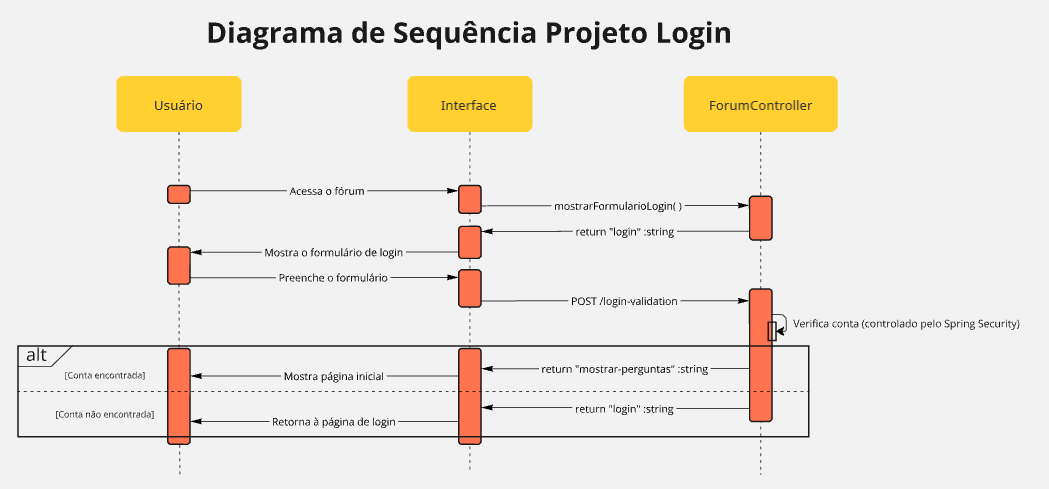 Diagrama de Sequência Projeto Login
Usuário
Interface
ForumController
Acessa o fórum
mostrarFormularioLogin( )
return "login" :string
Mostra o formulário de login
Preenche o formulário
POST /login-validation
Verifica conta (controlado pelo Spring Security)
alt
[Conta encontrada]
return "mostrar-perguntas" :string
Mostra página inicial
[Conta não encontrada]
return "login" :string
Retorna à página de login